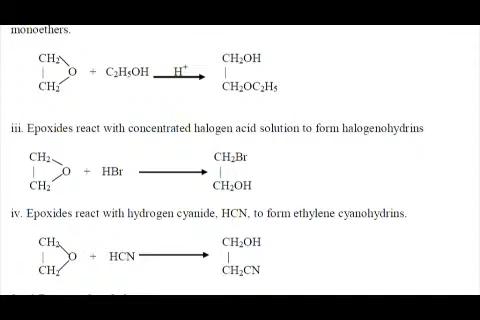 monoethers.
CH₂ CH₂OH
| O + C₂H₅OH H⁺ |
CH₂ CH₂OC₂H₅
iii. Epoxides react with concentrated halogen acid solution to form halogenohydrins
CH₂ CH₂Br
| O + HBr |
CH₂ CH₂OH
iv. Epoxides react with hydrogen cyanide, HCN, to form ethylene cyanohydrins.
CH₂ CH₂OH
| O + HCN |
CH₂ CH₂CN